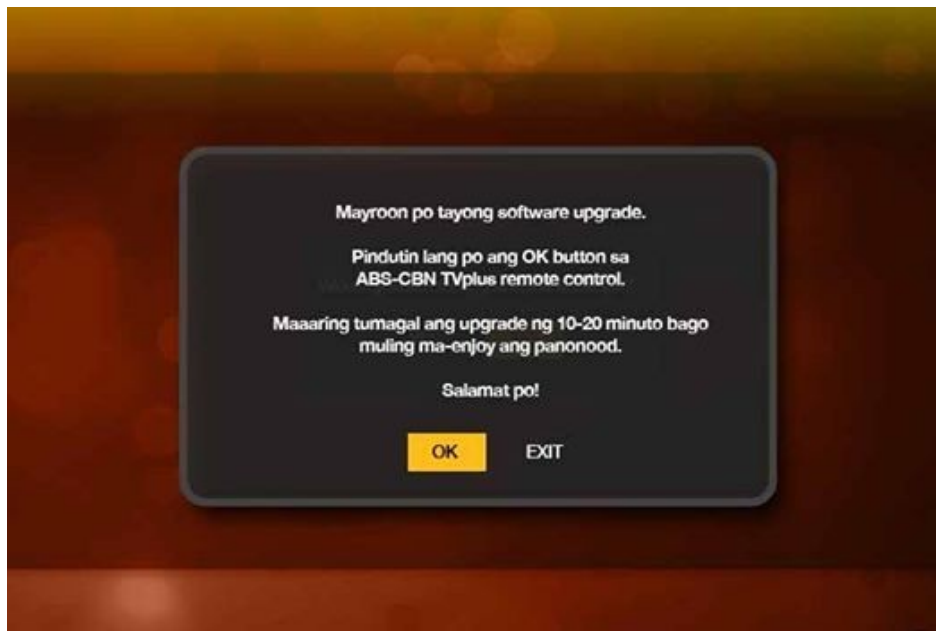 Mayroon po tayong software upgrade.
Pindutin lang po ang OK button sa
ABS-CBN TVplus remote control.
Maaaring tumagal ang upgrade ng 10-20 minuto bago
muling ma-enjoy ang panonood.
Salamat po!
OK EXIT